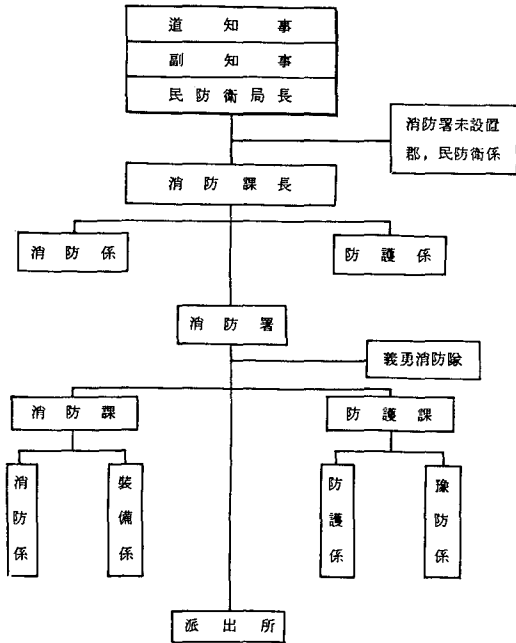 道知事
副知事
民防衛局長
消防署未設置
郡，民防衛係
消防課長
消防係
防護係
消防署
義勇消防隊
消防課
防護課
消防係
裝備係
防護係
豫防係
派出所